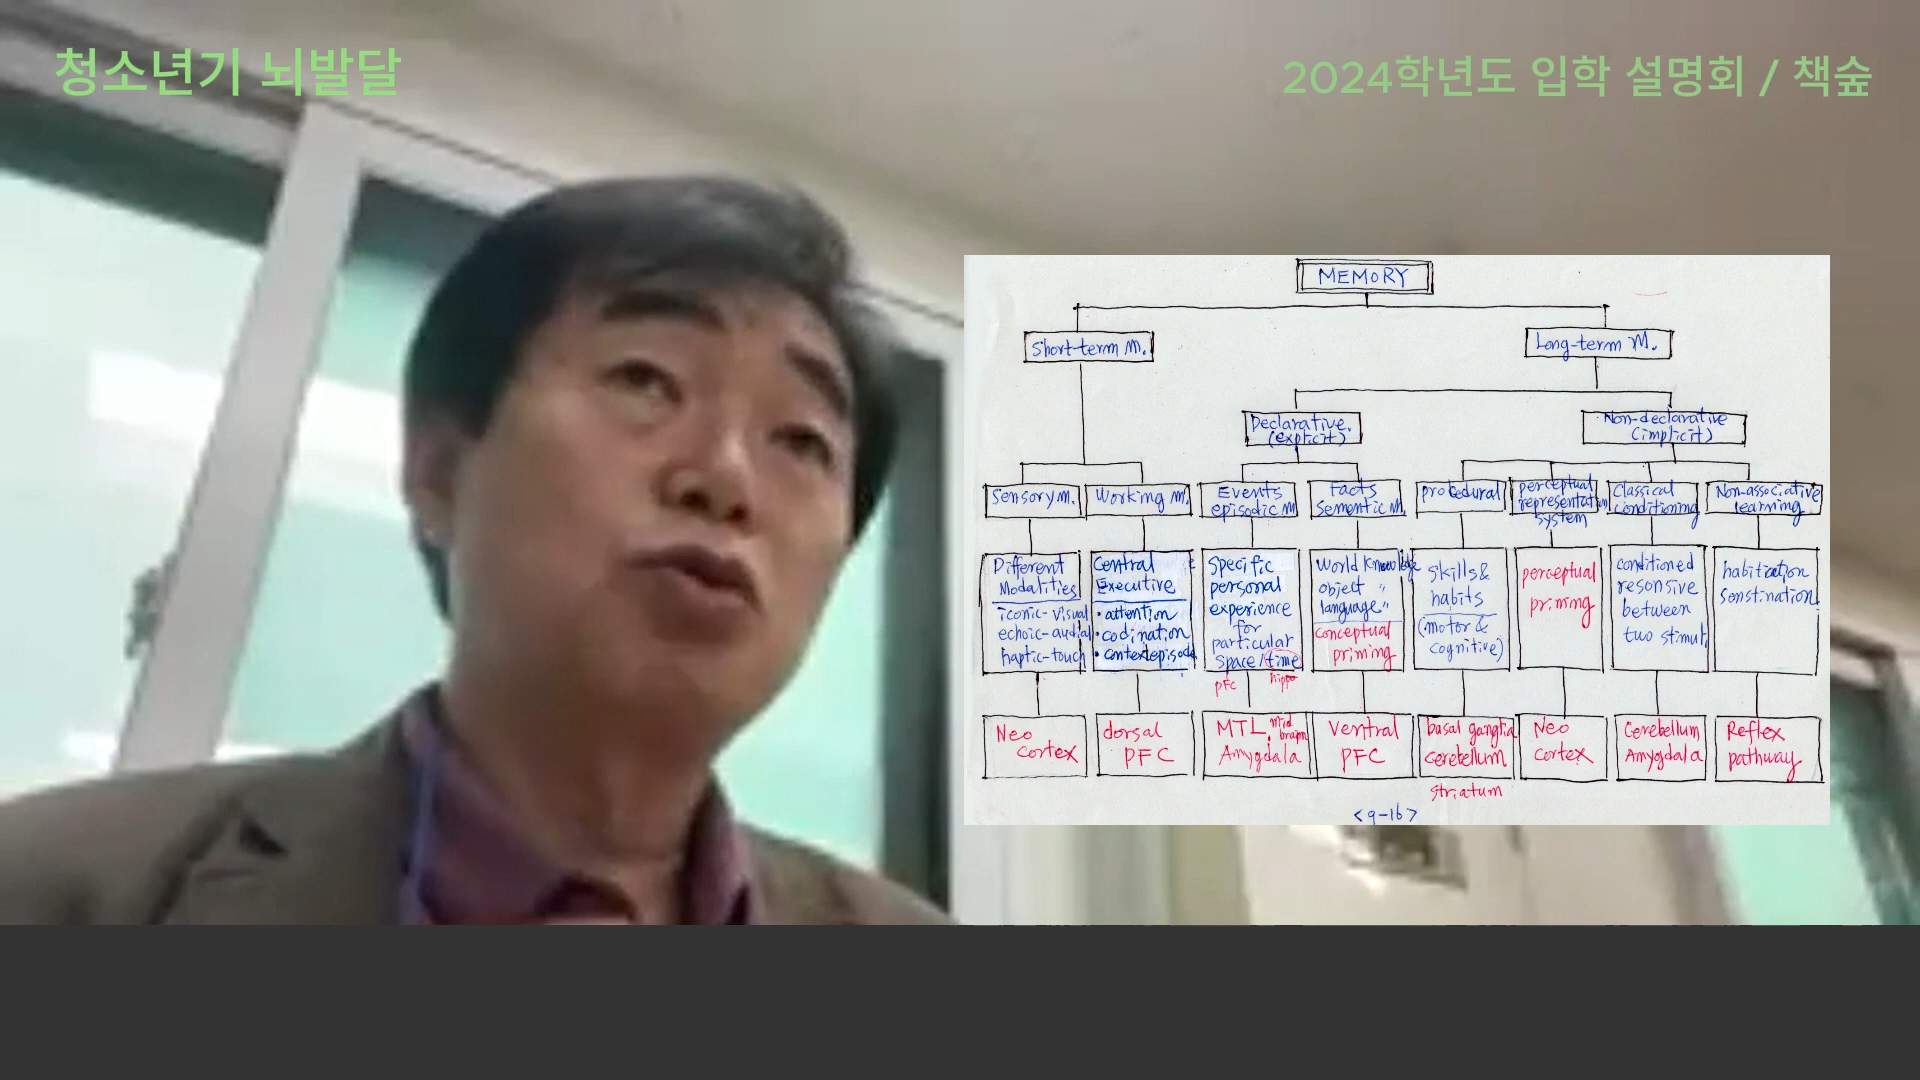 청소년기 뇌발달
2024학년도 입학 설명회 / 책숲
MEMORY
Short-term M.
Long-term M.
Declarative.
(explicit)
Non-declarative
(implicit)
Sensory M.
Working M.
Events
episodic M
Facts
Sementic M.
procedural
perceptual
representation
system
Classical
Conditioning
Non-associative
learning
Different
Modalities
iconic-visual
echoic-audial
haptic-touch
Central
Executive
• attention
• codination
• contex episode
Specific
personal
experience
for
particular
space/time
pFC
hippo
World Knowledge
object "
language "
conceptual
priming
Skills &
habits
(motor &
cognitive)
perceptual
priming
conditioned
resonsive
between
two stimuli
habituation
Neo
Cortex
dorsal
PFC
MTL. mid
brain
Amygdala
Ventral
PFC
basal ganglia
cerebellum
striatum
Neo
Cortex
Cerebellum
Amygdala
Reflex
pathway
<9-16>